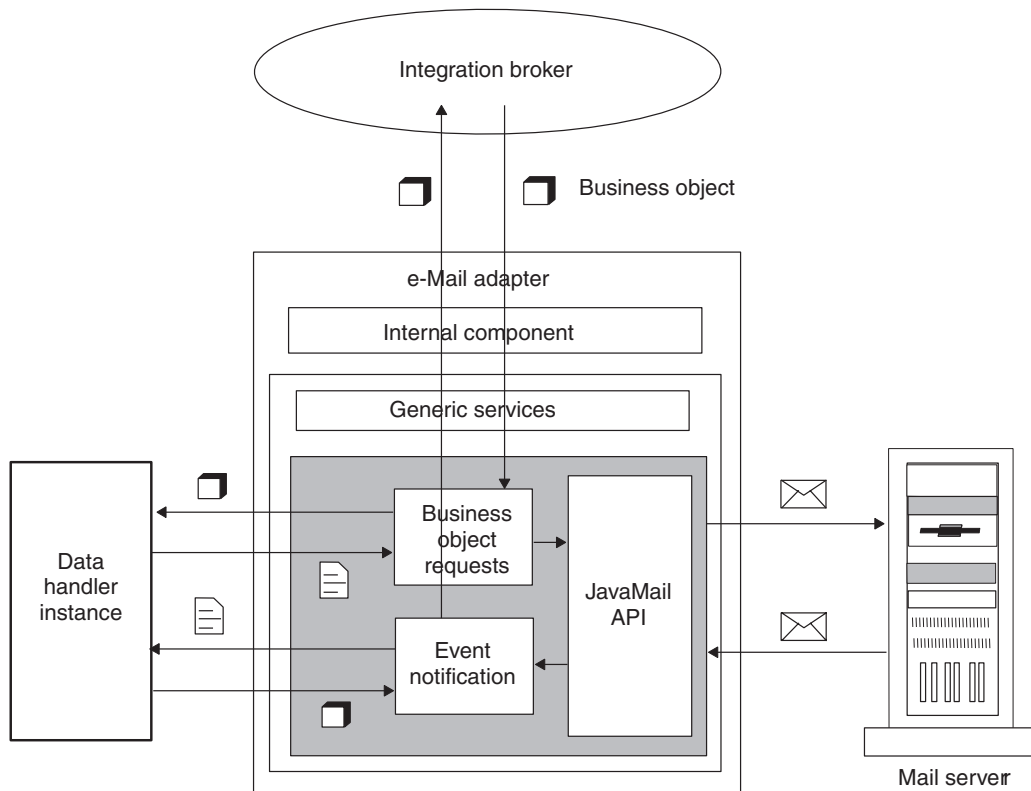 Integration broker
Business object
e-Mail adapter
Internal component
Generic services
Business
object
requests
Data
handler
instance
JavaMail
API
Event
notification
Mail server